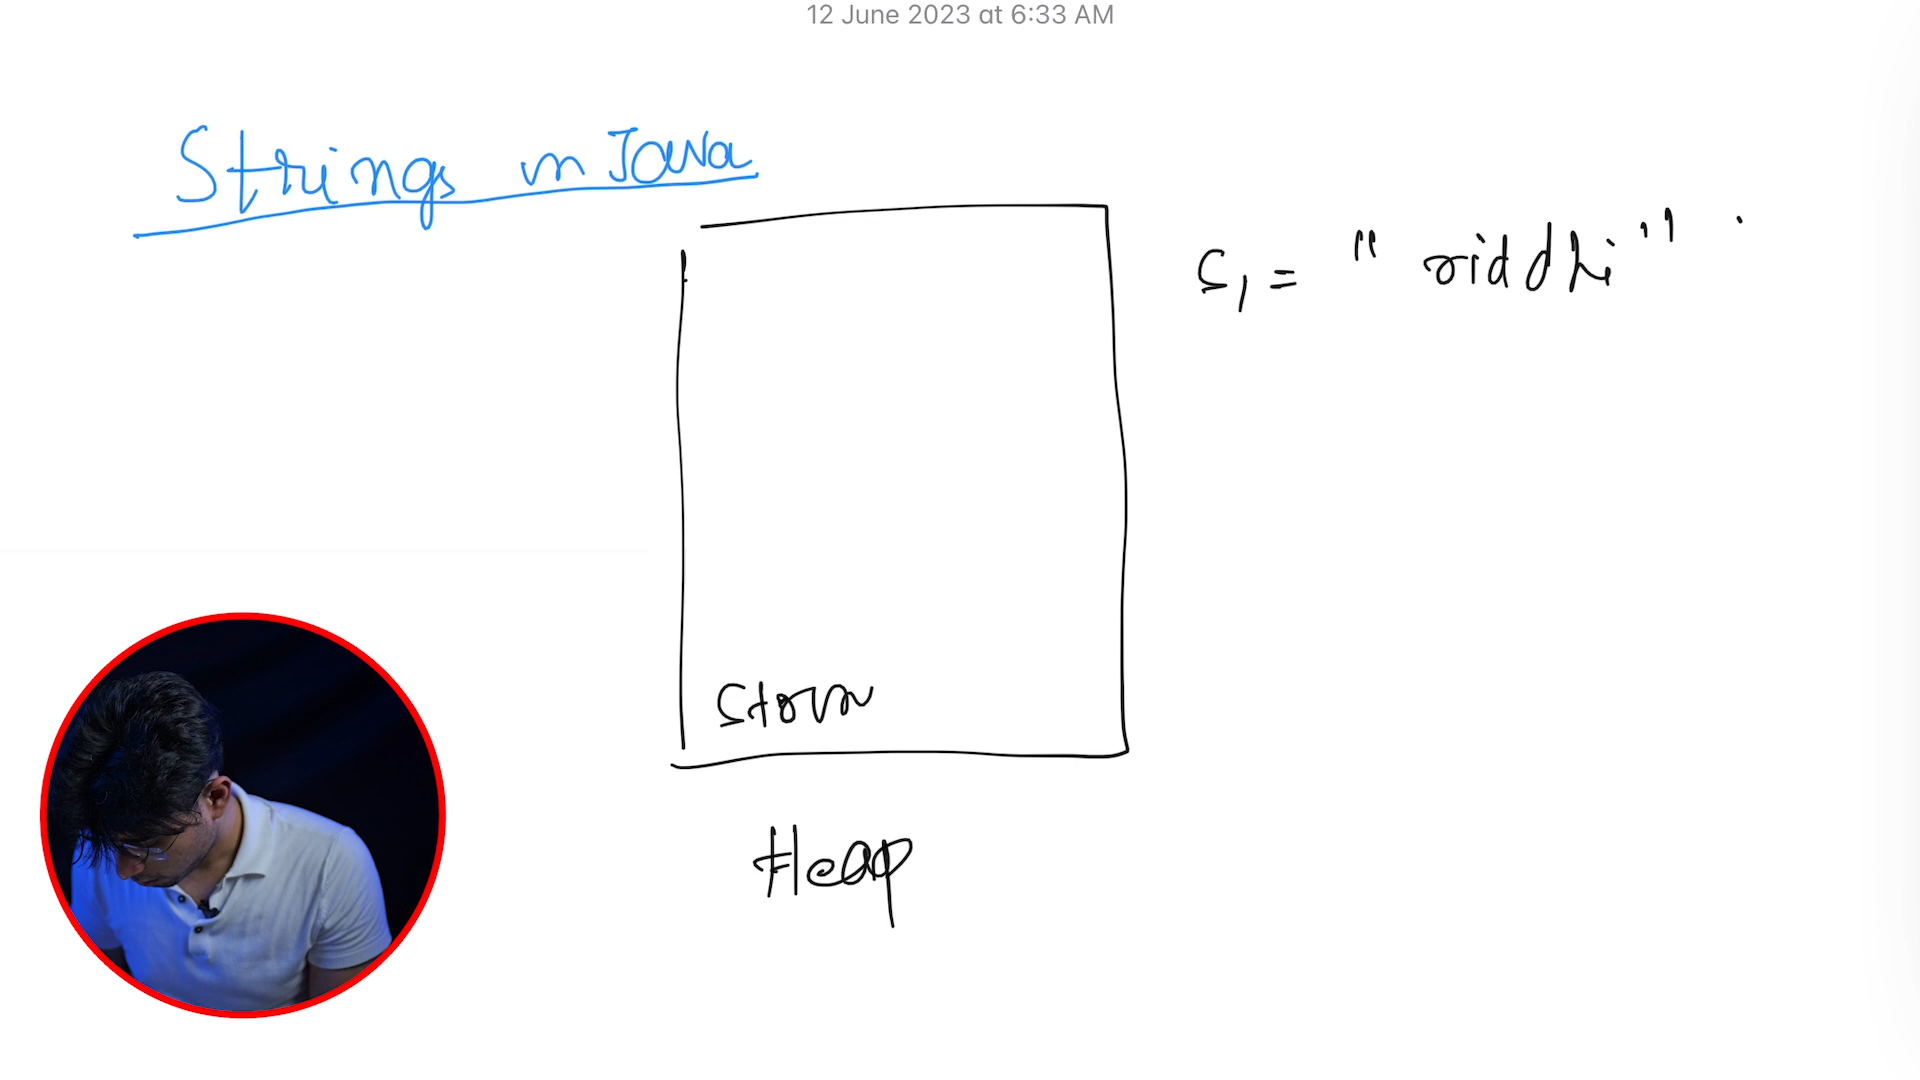 12 June 2023 at 6:33 AM
Strings in Java
S1 = "riddhi"
Heap